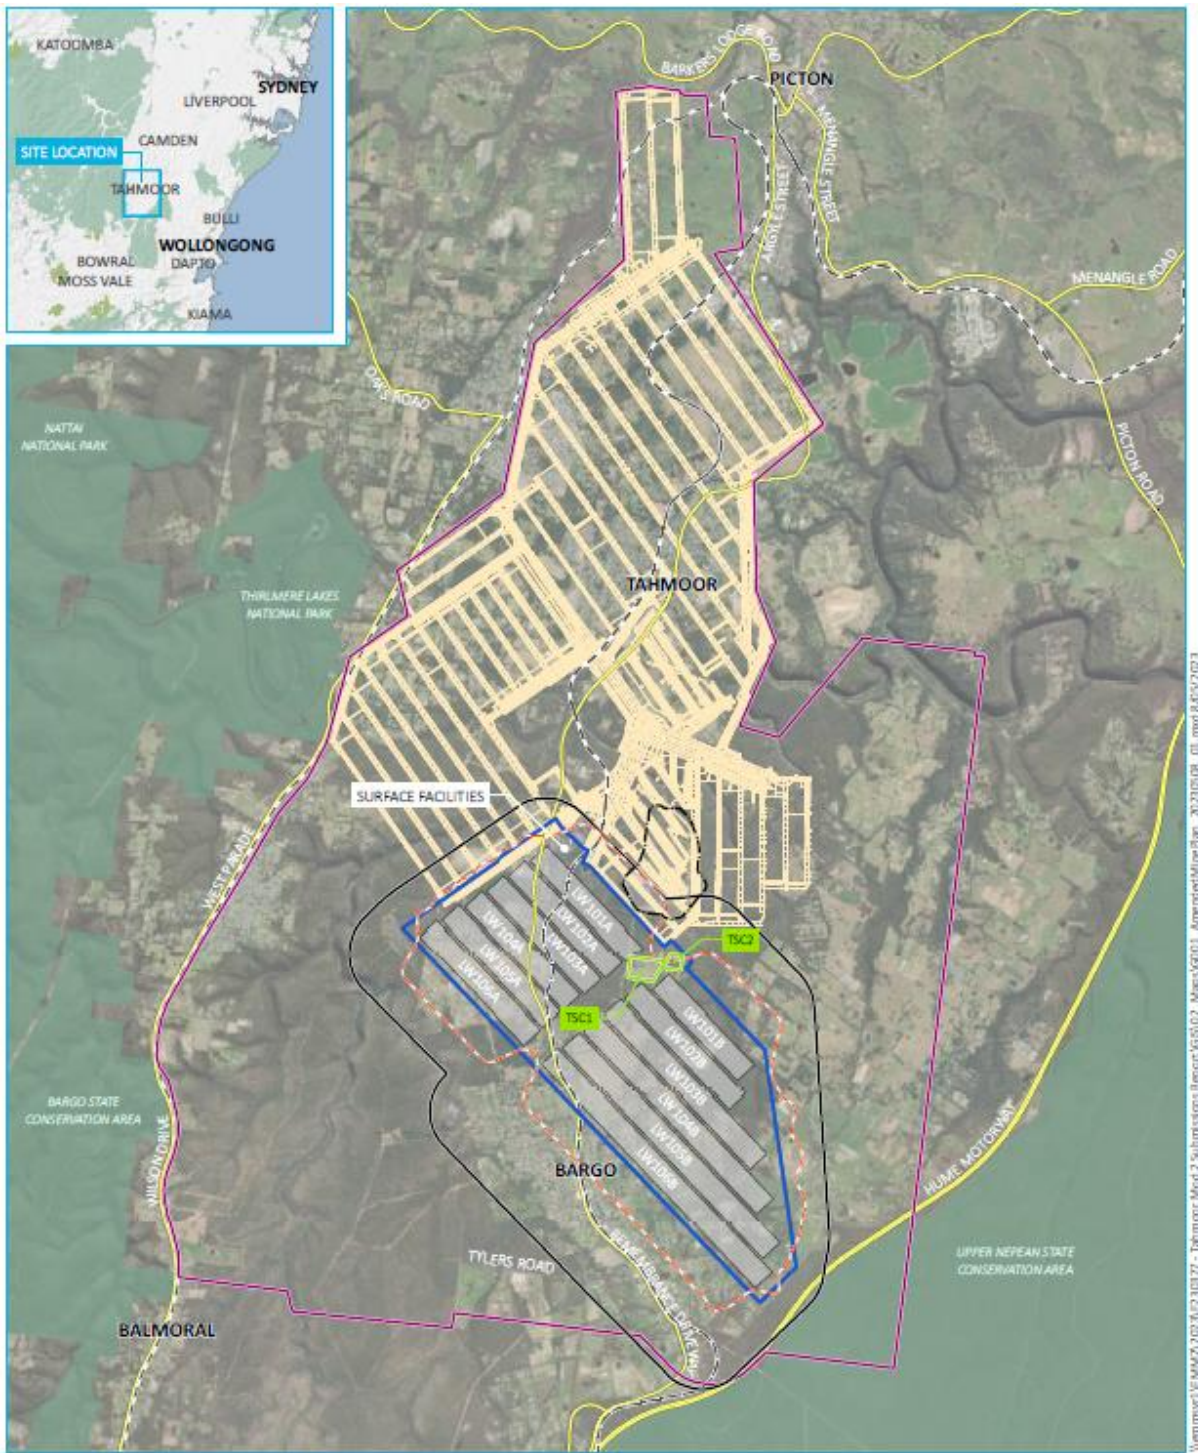 KATOOMBA
SYDNEY
LIVERPOOL
CAMDEN
SITE LOCATION
TAHMOOR
BULLI
WOLLONGONG
BOWRAL
DAPTO
MOSS VALE
KIAMA
BARKERS LODGE ROAD
PICTON
MENANGLE STREET
ARGYLE STREET
MENANGLE ROAD
OAKS ROAD
PICTON ROAD
NATTAI
NATIONAL PARK
THIRLMERE LAKES
NATIONAL PARK
TAHMOOR
SURFACE FACILITIES
WEST PARADE
LW101A
LW102A
LW103A
LW104A
LW105A
LW106A
TSC2
TSC1
LW101B
LW102B
LW103B
LW104B
LW105B
LW106B
BARGO STATE
CONSERVATION AREA
WILSON DRIVE
BARGO
HUME MOTORWAY
REMEMBRANCE DRIVEWAY
TYLERS ROAD
UPPER NEPEAN STATE
CONSERVATION AREA
BALMORAL